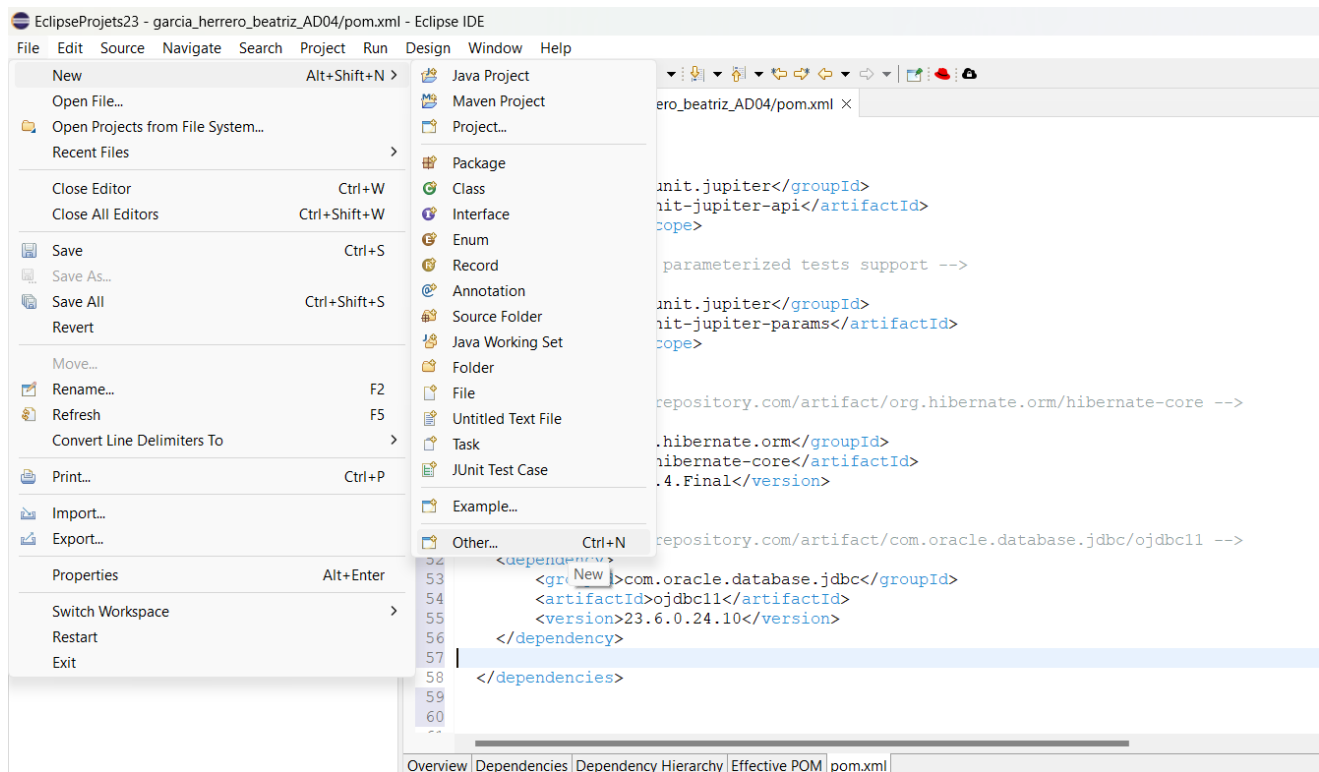 EclipseProjets23 - garcia_herrero_beatriz_AD04/pom.xml - Eclipse IDE
File Edit Source Navigate Search Project Run Design Window Help
New Alt+Shift+N >
Open File...
Open Projects from File System...
Recent Files >
Close Editor Ctrl+W
Close All Editors Ctrl+Shift+W
Save Ctrl+S
Save As...
Save All Ctrl+Shift+S
Revert
Move...
Rename... F2
Refresh F5
Convert Line Delimiters To >
Print... Ctrl+P
Import...
Export...
Properties Alt+Enter
Switch Workspace >
Restart
Exit
Java Project
Maven Project
Project...
Package
Class
Interface
Enum
Record
Annotation
Source Folder
Java Working Set
Folder
File
Untitled Text File
Task
JUnit Test Case
Example...
Other... Ctrl+N
New
ero_beatriz_AD04/pom.xml ×
unit.jupiter</groupId>
nit-jupiter-api</artifactId>
cope>
parameterized tests support -->
unit.jupiter</groupId>
nit-jupiter-params</artifactId>
cope>
repository.com/artifact/org.hibernate.orm/hibernate-core -->
.hibernate.orm</groupId>
hibernate-core</artifactId>
.4.Final</version>
repository.com/artifact/com.oracle.database.jdbc/ojdbc11 -->
52 <dependency>
53 <gr d>com.oracle.database.jdbc</groupId>
54 <artifactId>ojdbc11</artifactId>
55 <version>23.6.0.24.10</version>
56 </dependency>
57
58 </dependencies>
59
60
Overview Dependencies Dependency Hierarchy Effective POM pom.xml